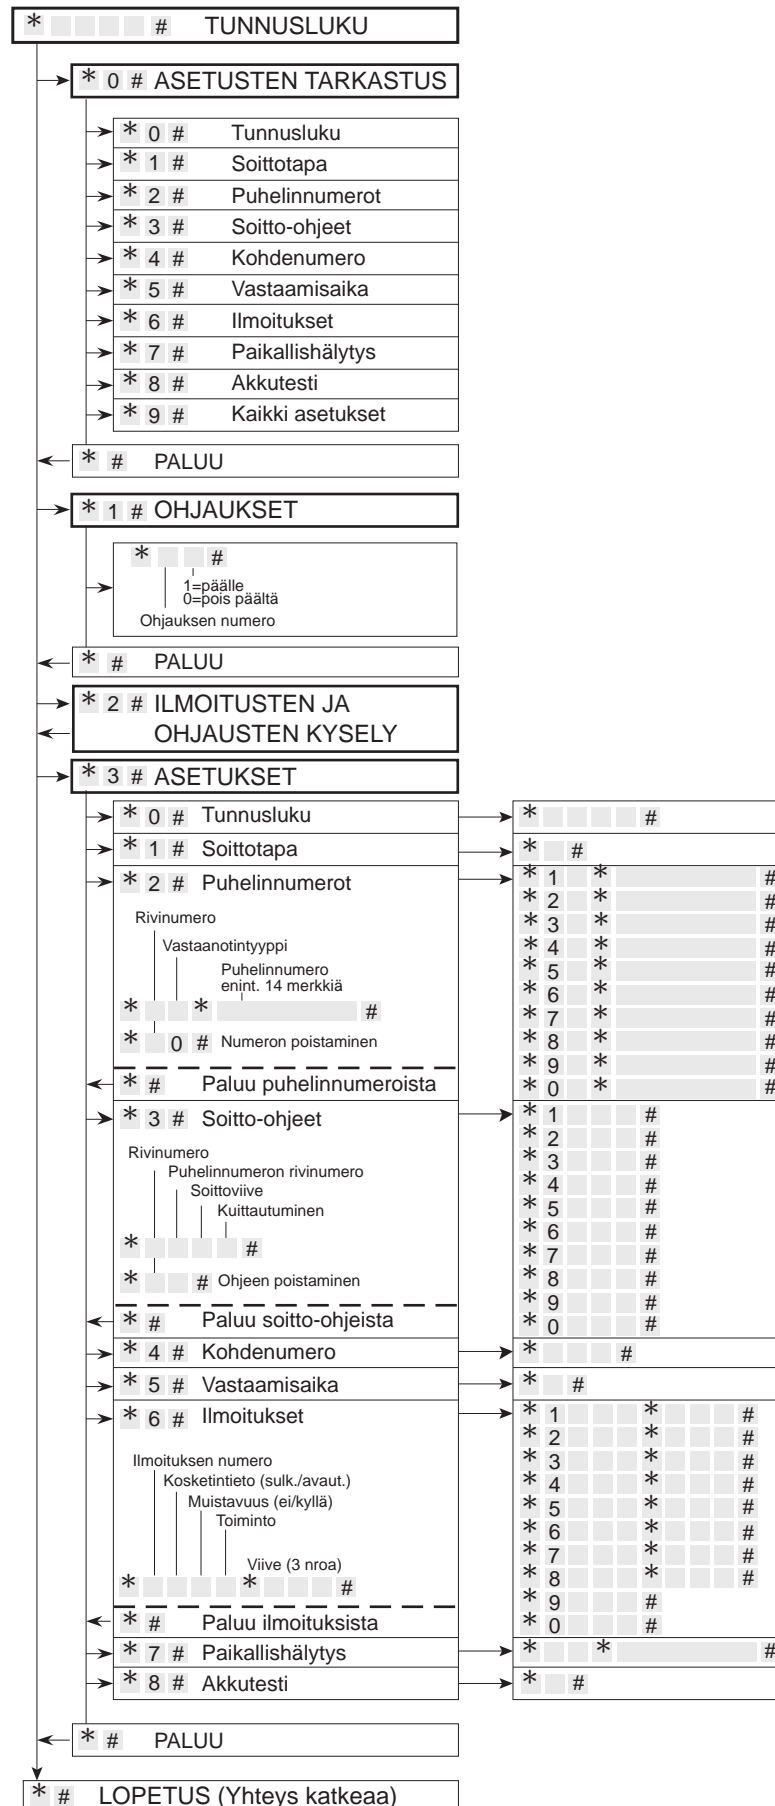 * # TUNNUSLUKU
* 0 # ASETUSTEN TARKASTUS
* 0 # Tunnusluku
* 1 # Soittotapa
* 2 # Puhelinnumerot
* 3 # Soitto-ohjeet
* 4 # Kohdenumero
* 5 # Vastaamisaika
* 6 # Ilmoitukset
* 7 # Paikallishälytys
* 8 # Akkutesti
* 9 # Kaikki asetukset
* # PALUU
* 1 # OHJAUKSET
* #
1=päälle
0=pois päältä
Ohjauksen numero
* # PALUU
* 2 # ILMOITUSTEN JA
OHJAUSTEN KYSELY
* 3 # ASETUKSET
* 0 # Tunnusluku
* #
* 1 # Soittotapa
* #
* 2 # Puhelinnumerot
Rivinumero
Vastaanotintyyppi
Puhelinnumero
enint. 14 merkkiä
* * #
* 0 # Numeron poistaminen
* 1 * #
* 2 * #
* 3 * #
* 4 * #
* 5 * #
* 6 * #
* 7 * #
* 8 * #
* 9 * #
* 0 * #
* # Paluu puhelinnumeroista
* 3 # Soitto-ohjeet
Rivinumero
Puhelinnumeron rivinumero
Soittoviive
Kuittautuminen
* #
* # Ohjeen poistaminen
* 1 #
* 2 #
* 3 #
* 4 #
* 5 #
* 6 #
* 7 #
* 8 #
* 9 #
* 0 #
* # Paluu soitto-ohjeista
* 4 # Kohdenumero
* #
* 5 # Vastaamisaika
* #
* 6 # Ilmoitukset
Ilmoituksen numero
Kosketintieto (sulk./avaut.)
Muistavuus (ei/kyllä)
Toiminto
Viive (3 nroa)
* * #
* 1 * #
* 2 * #
* 3 * #
* 4 * #
* 5 * #
* 6 * #
* 7 * #
* 8 * #
* 9 #
* 0 #
* # Paluu ilmoituksista
* 7 # Paikallishälytys
* * #
* 8 # Akkutesti
* #
* # PALUU
* # LOPETUS (Yhteys katkeaa)